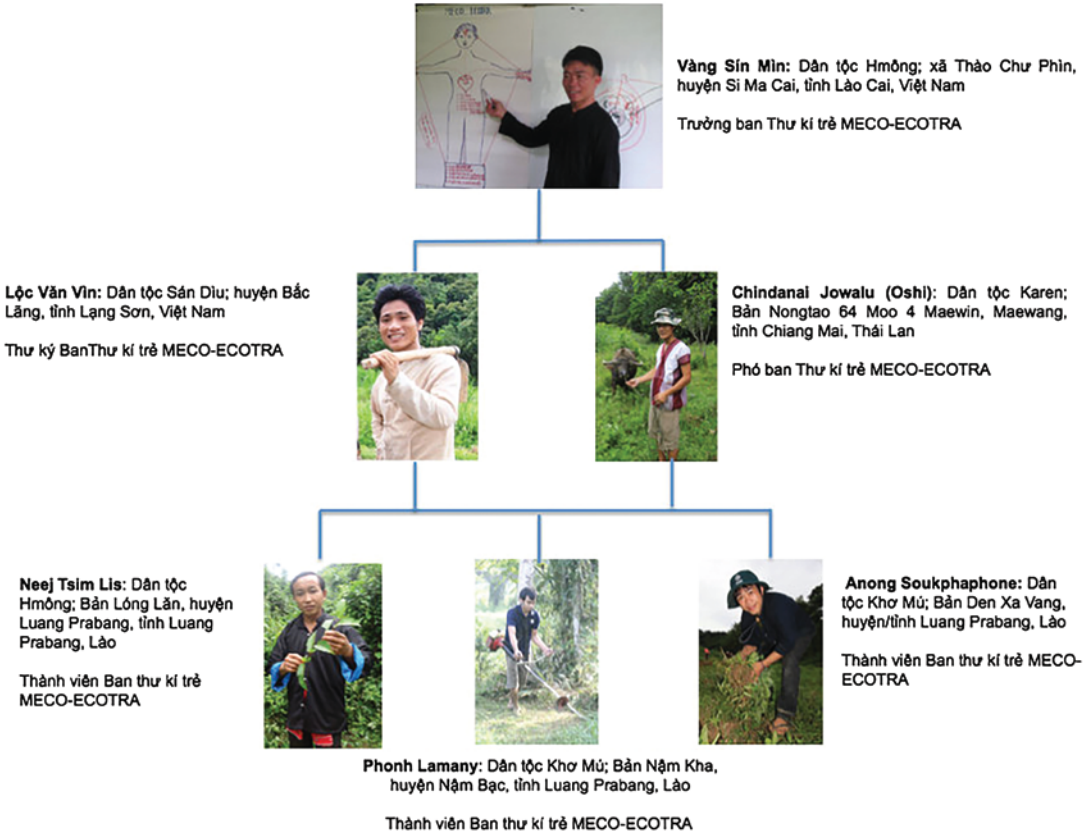 MECO ECOTRA
Vàng Sín Mìn: Dân tộc Hmông; xã Thào Chư Phìn,
huyện Si Ma Cai, tỉnh Lào Cai, Việt Nam
Trưởng ban Thư kí trẻ MECO-ECOTRA
Lộc Văn Vìn: Dân tộc Sán Dìu; huyện Bắc
Lãng, tỉnh Lạng Sơn, Việt Nam
Thư ký BanThư kí trẻ MECO-ECOTRA
Chindanai Jowalu (Oshi): Dân tộc Karen;
Bản Nongtao 64 Moo 4 Maewin, Maewang,
tỉnh Chiang Mai, Thái Lan
Phó ban Thư kí trẻ MECO-ECOTRA
Neej Tsim Lis: Dân tộc
Hmông; Bản Lóng Lăn, huyện
Luang Prabang, tỉnh Luang
Prabang, Lào
Thành viên Ban thư kí trẻ
MECO-ECOTRA
Anong Soukphaphone: Dân
tộc Khơ Mú; Bản Den Xa Vang,
huyện/tỉnh Luang Prabang, Lào
Thành viên Ban thư kí trẻ MECO-
ECOTRA
Phonh Lamany: Dân tộc Khơ Mú; Bản Nậm Kha,
huyện Nậm Bạc, tỉnh Luang Prabang, Lào
Thành viên Ban thư kí trẻ MECO-ECOTRA